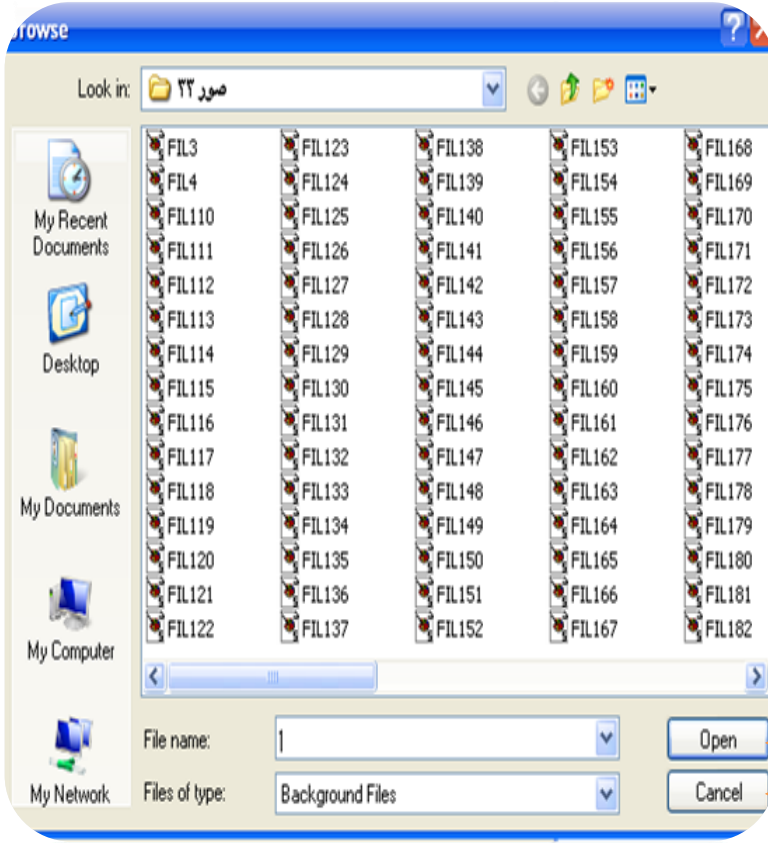 Browse
Look in: صور ٣٣
My Recent Documents
Desktop
My Documents
My Computer
My Network
FIL3 FIL123 FIL138 FIL153 FIL168
FIL4 FIL124 FIL139 FIL154 FIL169
FIL110 FIL125 FIL140 FIL155 FIL170
FIL111 FIL126 FIL141 FIL156 FIL171
FIL112 FIL127 FIL142 FIL157 FIL172
FIL113 FIL128 FIL143 FIL158 FIL173
FIL114 FIL129 FIL144 FIL159 FIL174
FIL115 FIL130 FIL145 FIL160 FIL175
FIL116 FIL131 FIL146 FIL161 FIL176
FIL117 FIL132 FIL147 FIL162 FIL177
FIL118 FIL133 FIL148 FIL163 FIL178
FIL119 FIL134 FIL149 FIL164 FIL179
FIL120 FIL135 FIL150 FIL165 FIL180
FIL121 FIL136 FIL151 FIL166 FIL181
FIL122 FIL137 FIL152 FIL167 FIL182
File name: 1 Open
Files of type: Background Files Cancel